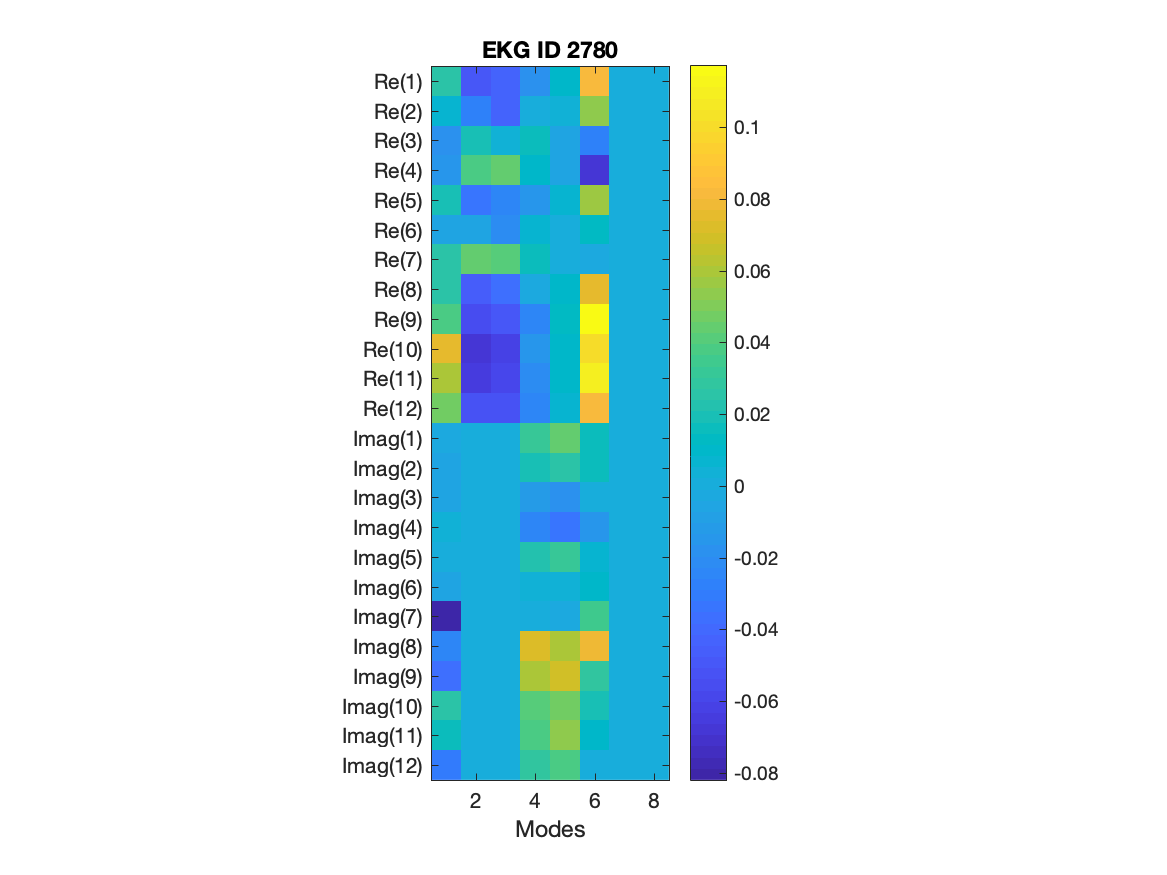 EKG ID 2780
Re(1)
Re(2)
Re(3)
Re(4)
Re(5)
Re(6)
Re(7)
Re(8)
Re(9)
Re(10)
Re(11)
Re(12)
Imag(1)
Imag(2)
Imag(3)
Imag(4)
Imag(5)
Imag(6)
Imag(7)
Imag(8)
Imag(9)
Imag(10)
Imag(11)
Imag(12)
2 4 6 8
Modes
0.1
0.08
0.06
0.04
0.02
0
-0.02
-0.04
-0.06
-0.08